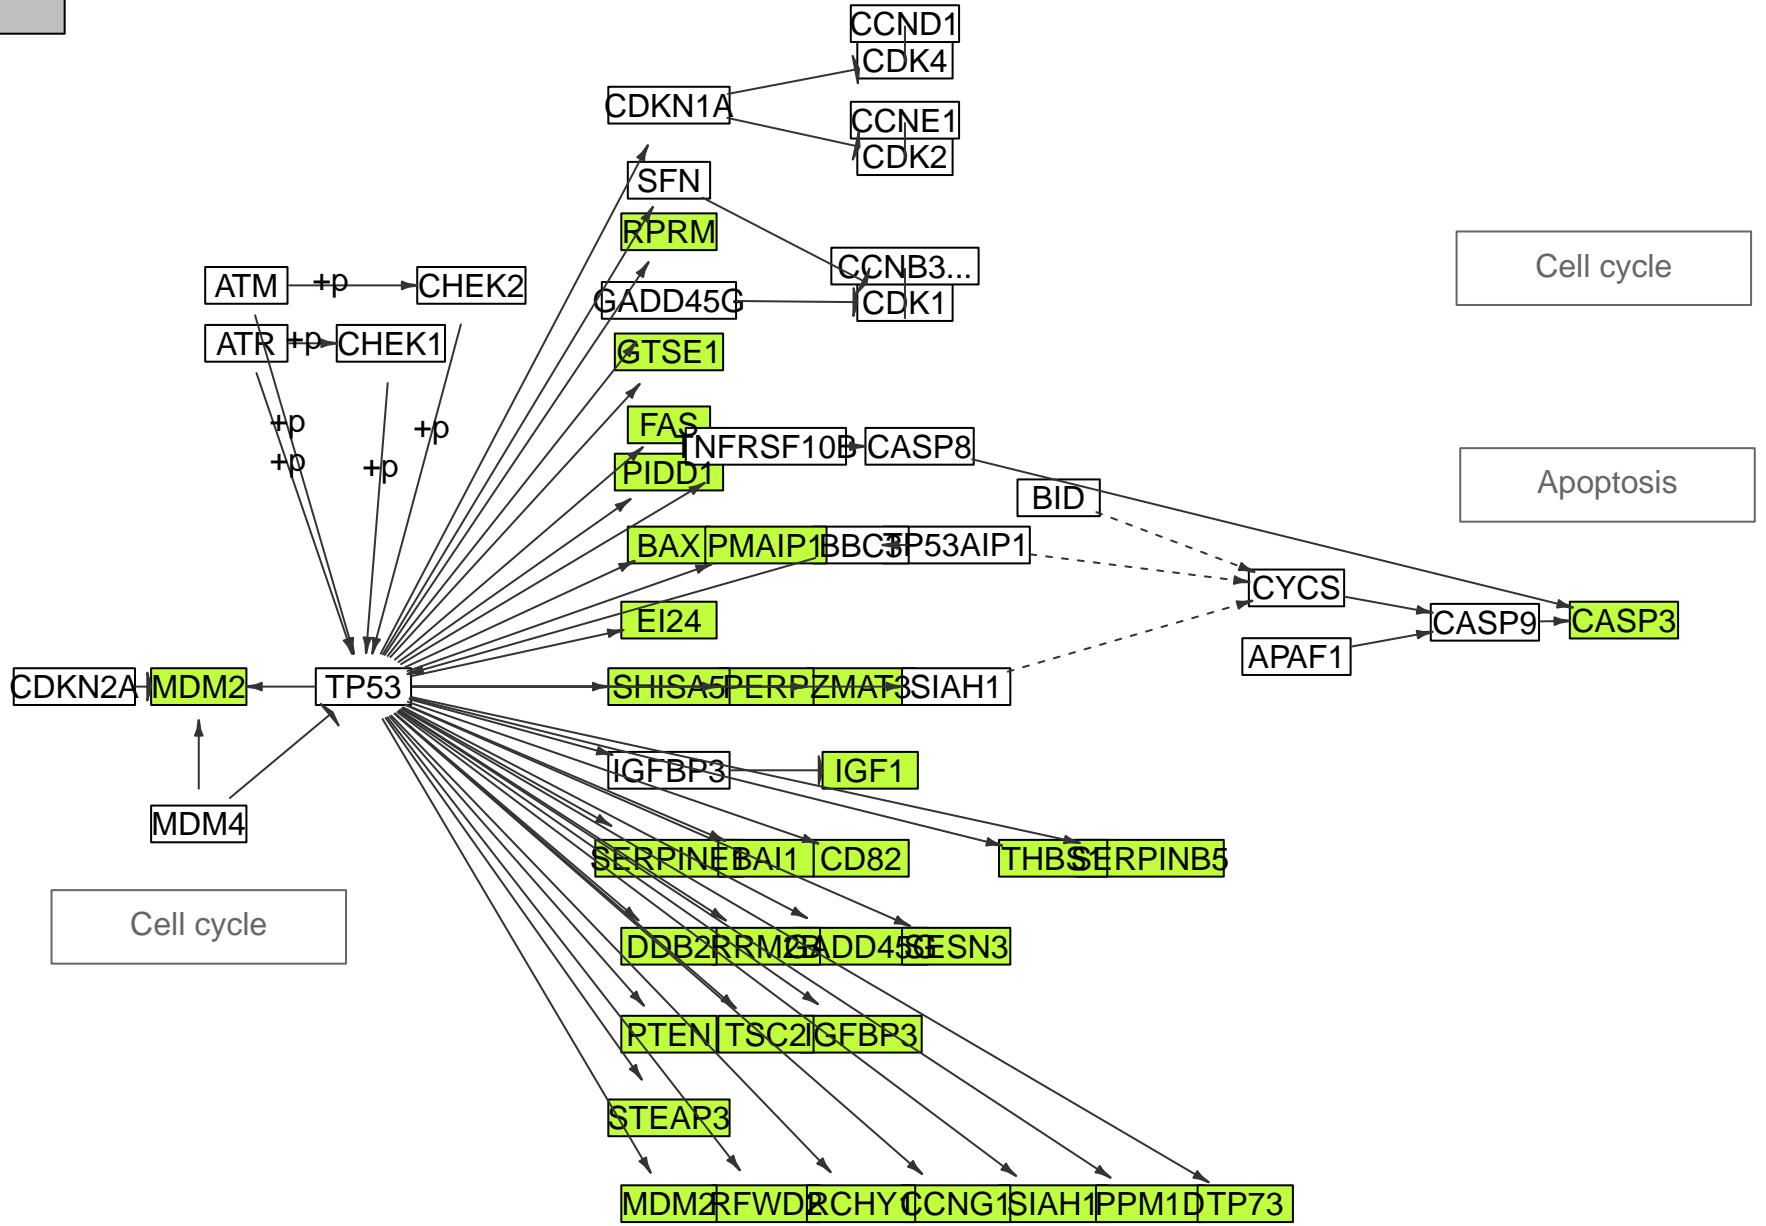 CCND1
CDK4
CDKN1A
CCNE1
CDK2
SFN
RPRM
Cell cycle
CCNB3...
ATM
+p
CHEK2
GADD45G
CDK1
ATR
+p
CHEK1
GTSE1
+p
+p
FAS
TNFRSF10B
CASP8
+p
+p
PIDD1
Apoptosis
BID
BAX
PMAIP1
BBC3
TP53AIP1
CYCS
EI24
CASP9
CASP3
APAF1
CDKN2A
MDM2
TP53
SHISA5
PERP
ZMAT3
SIAH1
IGFBP3
IGF1
MDM4
SERPINE1
BAI1
CD82
THBS1
SERPINB5
Cell cycle
DDB2
RRM2B
GADD45G
SESN3
PTEN
TSC2
IGFBP3
STEAP3
MDM2
RFWD2
RCHY1
CCNG1
SIAH1
PPM1D
TP73